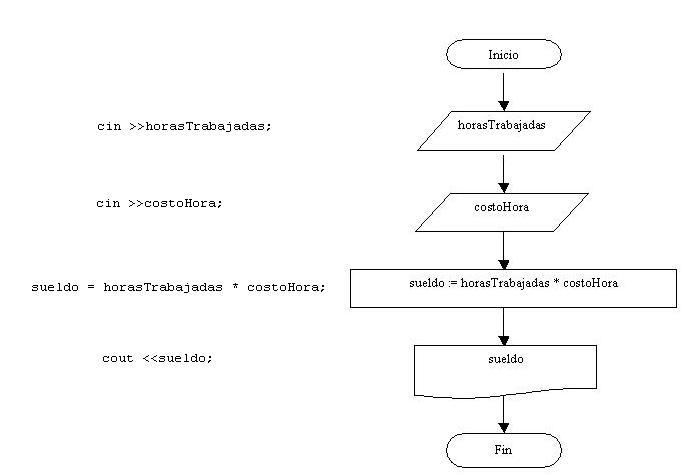 Inicio
cin >>horasTrabajadas;
horasTrabajadas
cin >>costoHora;
costoHora
sueldo = horasTrabajadas * costoHora;
sueldo := horasTrabajadas * costoHora
cout <<sueldo;
sueldo
Fin